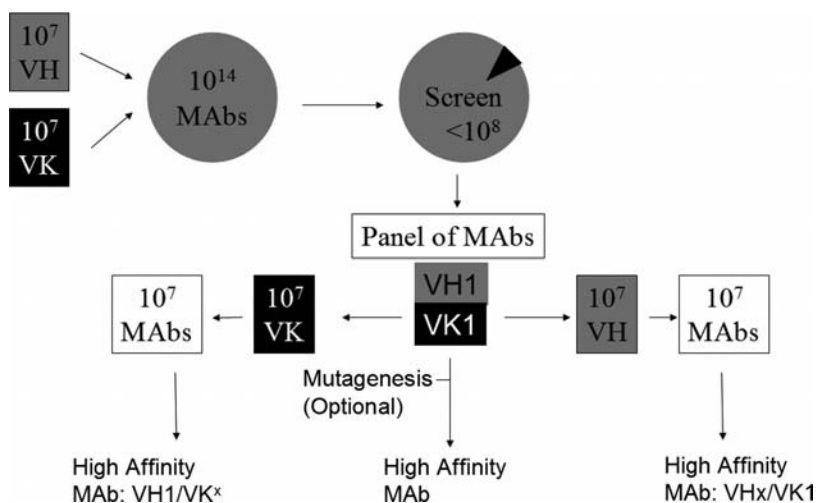 10⁷
VH
10⁷
VK
10¹⁴
MAbs
Screen
<10⁸
Panel of MAbs
VH1
VK1
10⁷
MAbs
10⁷
VK
10⁷
VH
10⁷
MAbs
Mutagenesis
(Optional)
High Affinity
MAb: VH1/VKˣ
High Affinity
MAb
High Affinity
MAb: VHx/VK1